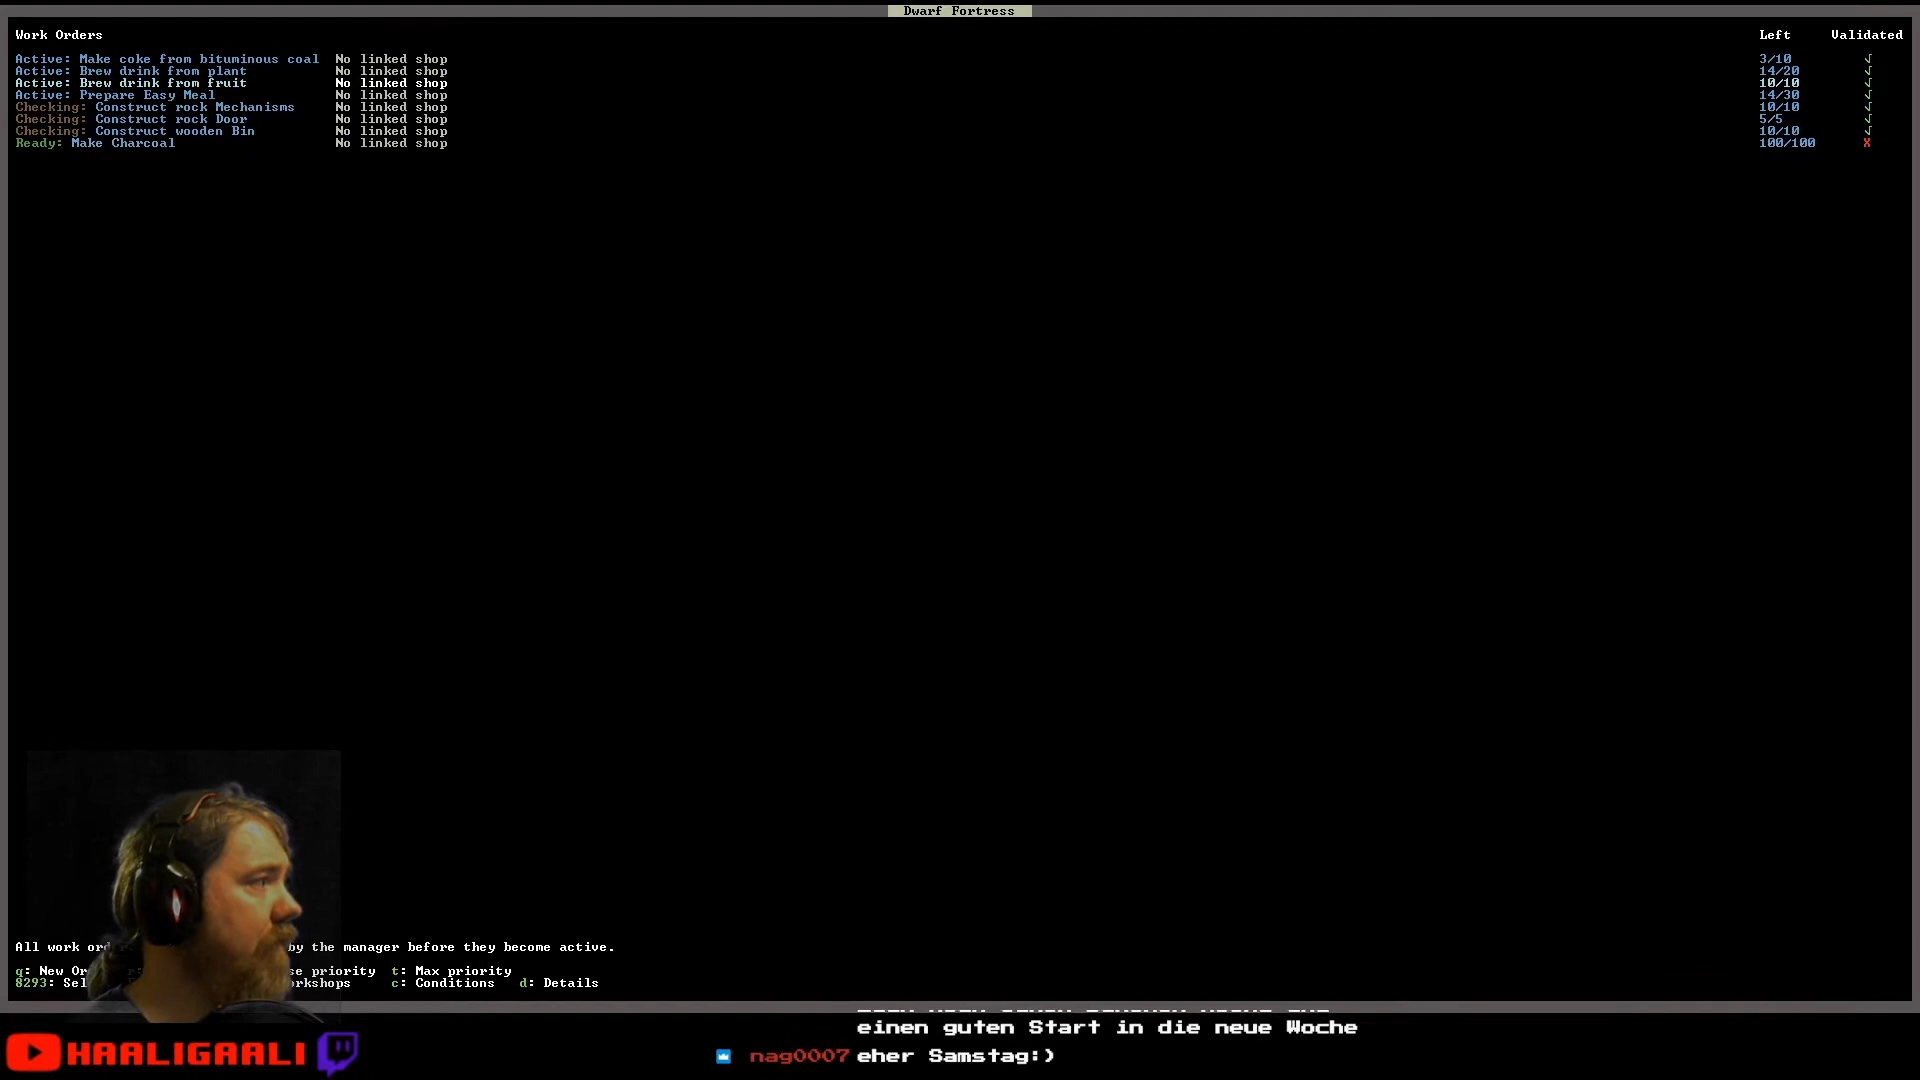 Dwarf Fortress
Work Orders Left Validated
Active: Make coke from bituminous coal No linked shop 3/10 √
Active: Brew drink from plant No linked shop 14/20 √
Active: Brew drink from fruit No linked shop 10/10 √
Active: Prepare Easy Meal No linked shop 14/30 √
Checking: Construct rock Mechanisms No linked shop 10/10 √
Checking: Construct rock Door No linked shop 5/5 √
Checking: Construct wooden Bin No linked shop 10/10 √
Ready: Make Charcoal No linked shop 100/100 X
All work ord by the manager before they become active.
q: New Or se priority t: Max priority
8293: Sel rkshops c: Conditions d: Details
einen guten Start in die neue Woche
HAALIGAALI
nag0007 eher Samstag:)